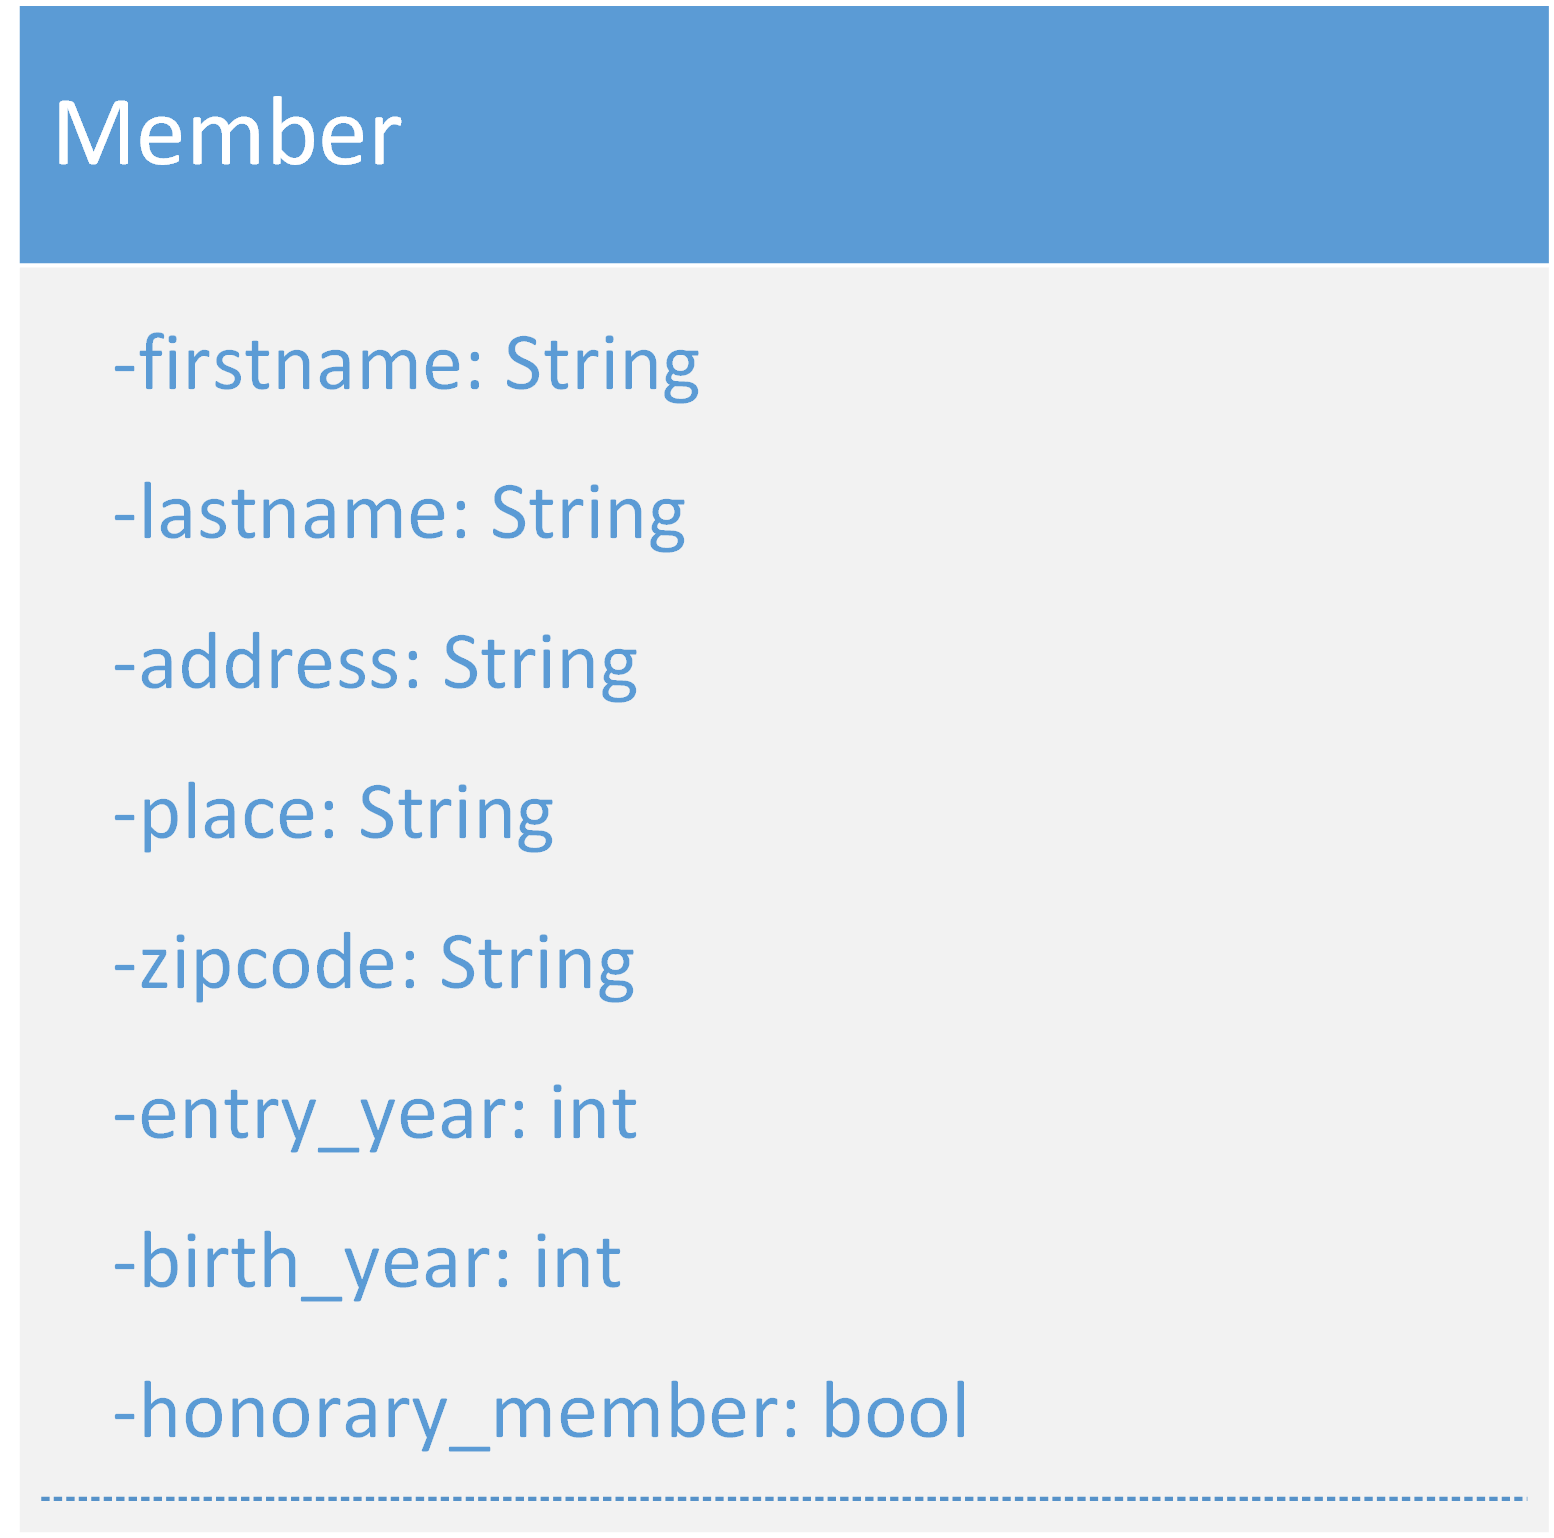 Member
-firstname: String
-lastname: String
-address: String
-place: String
-zipcode: String
-entry_year: int
-birth_year: int
-honorary_member: bool